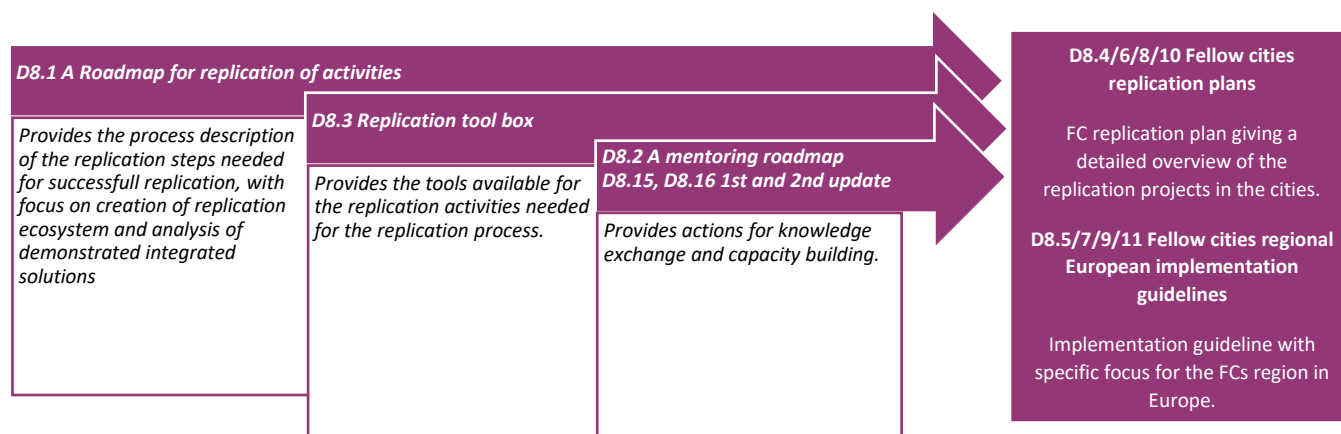 D8.1 A Roadmap for replication of activities
Provides the process description
of the replication steps needed
for successfull replication, with
focus on creation of replication
ecosystem and analysis of
demonstrated integrated
solutions
D8.3 Replication tool box
Provides the tools available for
the replication activities needed
for the replication process.
D8.2 A mentoring roadmap
D8.15, D8.16 1st and 2nd update
Provides actions for knowledge
exchange and capacity building.
D8.4/6/8/10 Fellow cities
replication plans
FC replication plan giving a
detailed overview of the
replication projects in the cities.
D8.5/7/9/11 Fellow cities regional
European implementation
guidelines
Implementation guideline with
specific focus for the FCs region in
Europe.